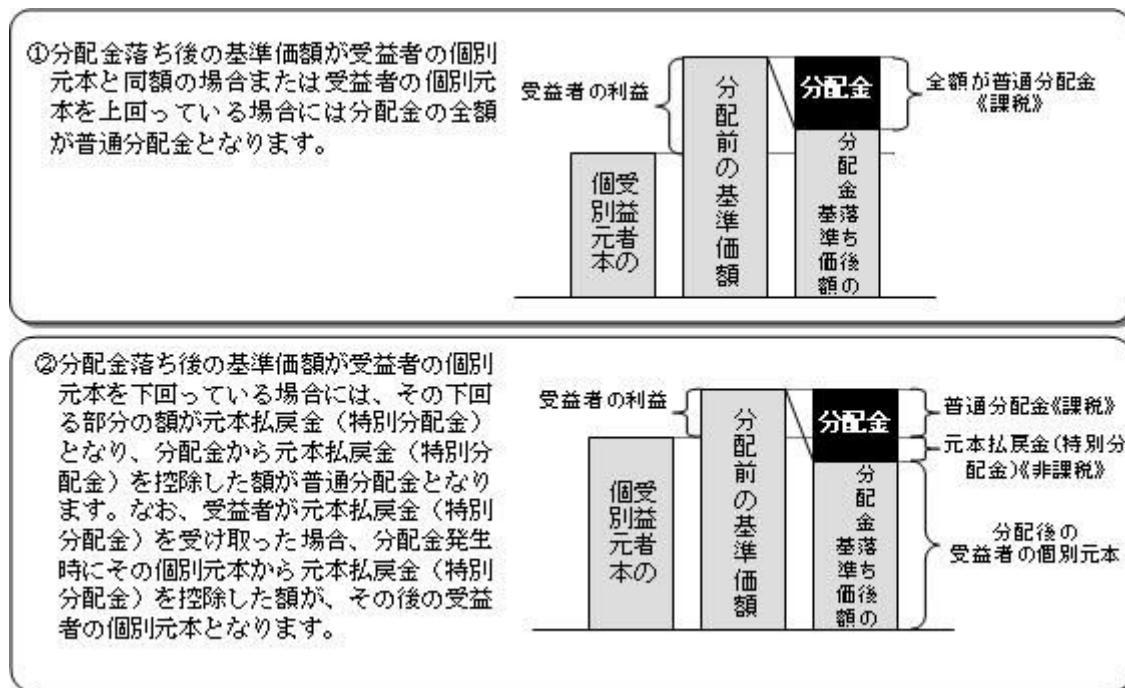 ①分配金落ち後の基準価額が受益者の個別
元本と同額の場合または受益者の個別元
本を上回っている場合には分配金の全額
が普通分配金となります。
受益者の利益
受益者の
個別元本
分配前の基準価額
分配金
分配金落ち後の
基準価額
全額が普通分配金
《課税》
②分配金落ち後の基準価額が受益者の個別
元本を下回っている場合には、その下回
る部分の額が元本払戻金（特別分配金）
となり、分配金から元本払戻金（特別分
配金）を控除した額が普通分配金となり
ます。なお、受益者が元本払戻金（特別
分配金）を受け取った場合、分配金発生
時にその個別元本から元本払戻金（特別
分配金）を控除した額が、その後の受益
者の個別元本となります。
受益者の利益
受益者の
個別元本
分配前の基準価額
分配金
分配金落ち後の
基準価額の
普通分配金《課税》
元本払戻金(特別分
配金)《非課税》
分配後の
受益者の個別元本